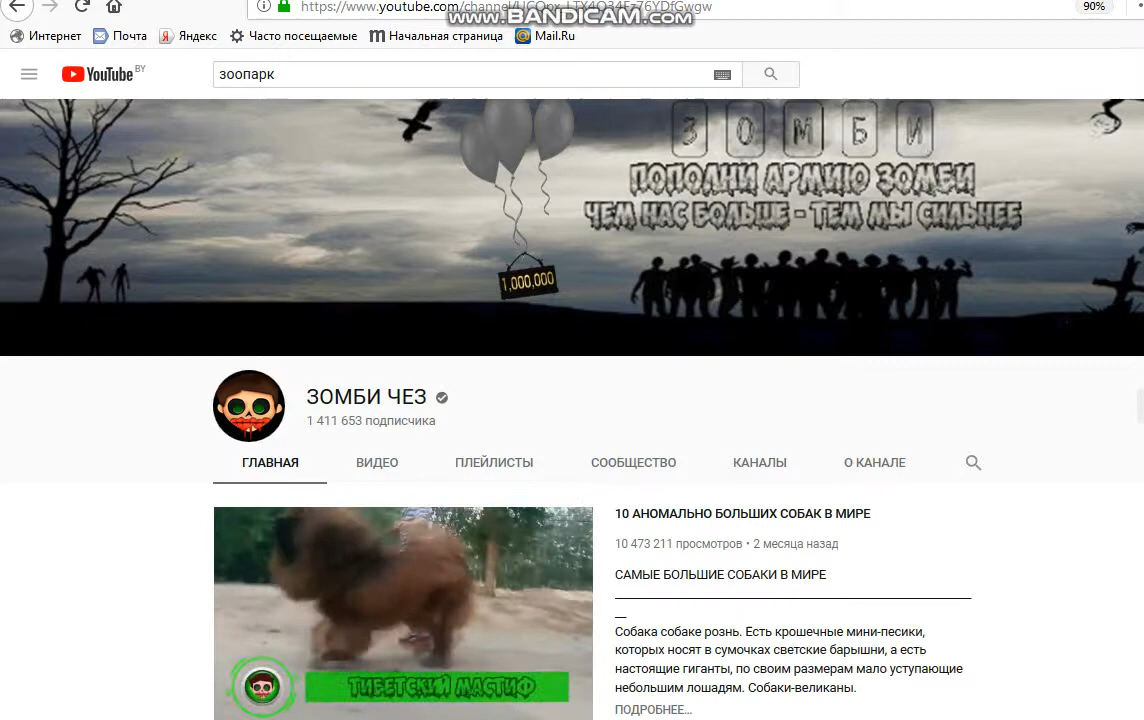 https://www.youtube.com/channel/
90%
www.BANDICAM.com
Интернет Почта Яндекс Часто посещаемые Начальная страница Mail.Ru
YouTube BY
зоопарк
ЗОМБИ
ПОПОЛНИ АРМИЮ ЗОМБИ
ЧЕМ НАС БОЛЬШЕ - ТЕМ МЫ СИЛЬНЕЕ
1,000,000
ЗОМБИ ЧЕЗ
1 411 653 подписчика
ГЛАВНАЯ ВИДЕО ПЛЕЙЛИСТЫ СООБЩЕСТВО КАНАЛЫ О КАНАЛЕ
10 АНОМАЛЬНО БОЛЬШИХ СОБАК В МИРЕ
10 473 211 просмотров • 2 месяца назад
САМЫЕ БОЛЬШИЕ СОБАКИ В МИРЕ
Собака собаке рознь. Есть крошечные мини-песики,
которых носят в сумочках светские барышни, а есть
настоящие гиганты, по своим размерам мало уступающие
небольшим лошадям. Собаки-великаны.
ПОДРОБНЕЕ...
ТИБЕТСКИЙ МАСТИФ